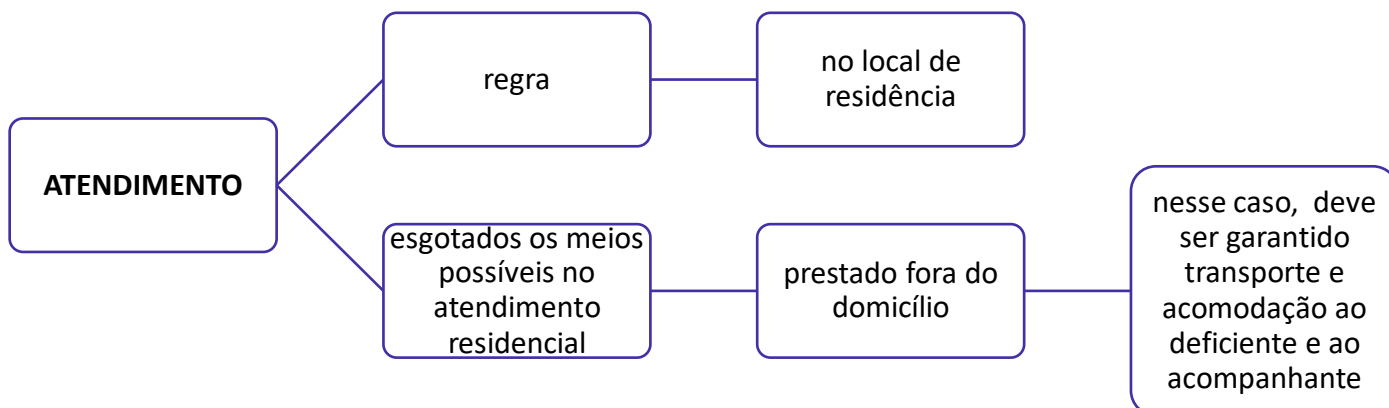 ATENDIMENTO
regra
no local de
residência
esgotados os meios
possíveis no
atendimento
residencial
prestado fora do
domicílio
nesse caso, deve
ser garantido
transporte e
acomodação ao
deficiente e ao
acompanhante